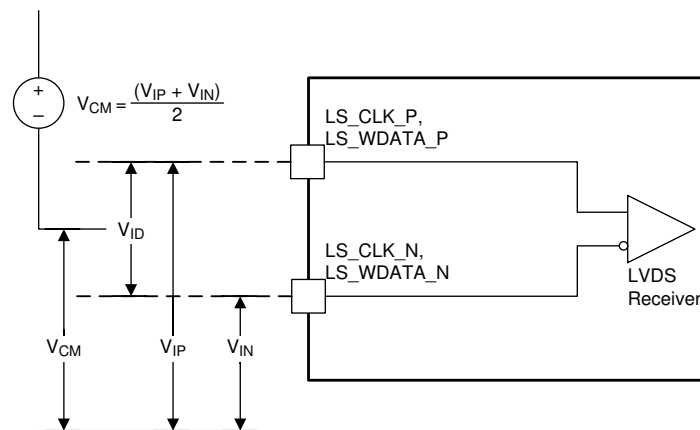 +
–
V_CM = (V_IP + V_IN)
2
LS_CLK_P,
LS_WDATA_P
V_ID
LS_CLK_N,
LS_WDATA_N
LVDS
Receiver
V_CM
V_IP
V_IN